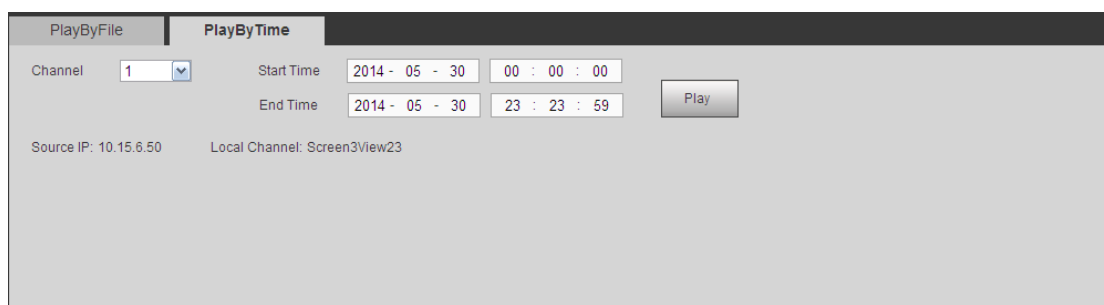 PlayByFile PlayByTime
Channel 1 Start Time 2014 - 05 - 30 00 : 00 : 00
End Time 2014 - 05 - 30 23 : 23 : 59 Play
Source IP: 10.15.6.50 Local Channel: Screen3View23